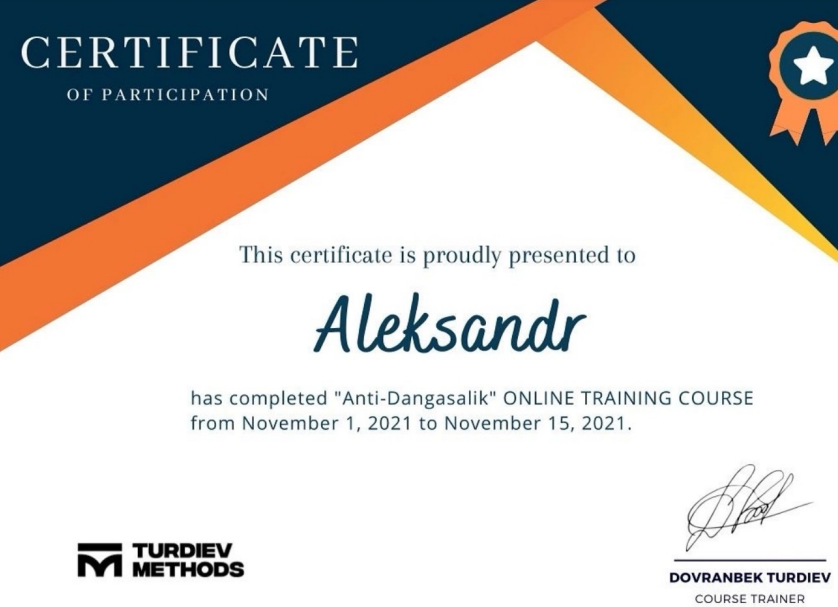 CERTIFICATE
OF PARTICIPATION
This certificate is proudly presented to
Aleksandr
has completed "Anti-Dangasalik" ONLINE TRAINING COURSE
from November 1, 2021 to November 15, 2021.
TURDIEV
METHODS
DOVRANBEK TURDIEV
COURSE TRAINER